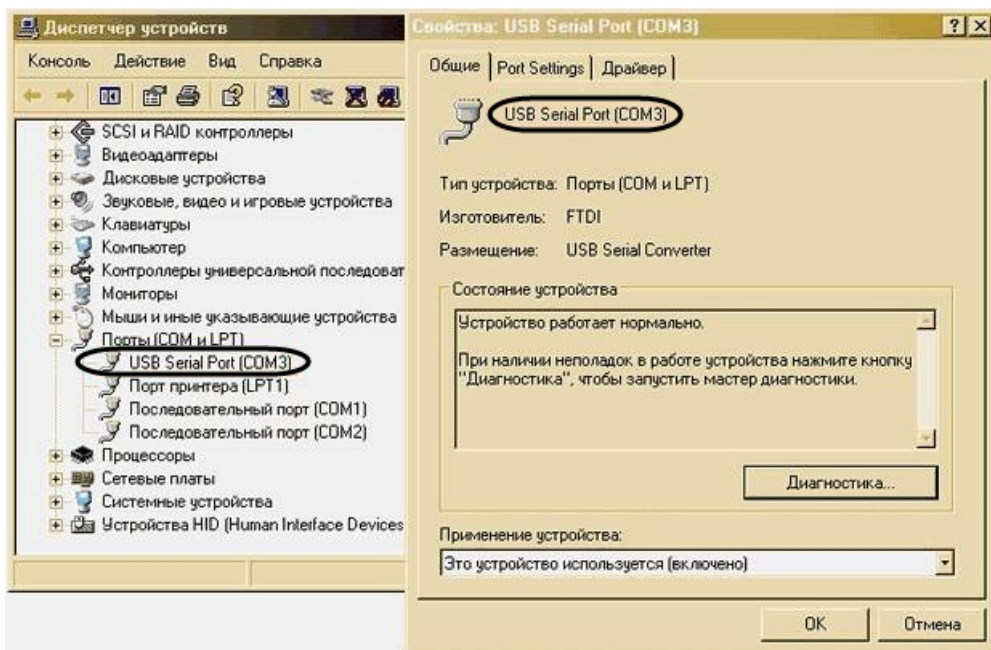 Диспетчер устройств
Консоль Действие Вид Справка
SCSI и RAID контроллеры
Видеоадаптеры
Дисковые устройства
Звуковые, видео и игровые устройства
Клавиатуры
Компьютер
Контроллеры универсальной последоват
Мониторы
Мыши и иные указывающие устройства
Порты (COM и LPT)
USB Serial Port (COM3)
Порт принтера (LPT1)
Последовательный порт (COM1)
Последовательный порт (COM2)
Процессоры
Сетевые платы
Системные устройства
Устройства HID (Human Interface Devices
Свойства: USB Serial Port (COM3)
Общие Port Settings Драйвер
USB Serial Port (COM3)
Тип устройства: Порты (COM и LPT)
Изготовитель: FTDI
Размещение: USB Serial Converter
Состояние устройства
Устройство работает нормально.
При наличии неполадок в работе устройства нажмите кнопку
"Диагностика", чтобы запустить мастер диагностики.
Диагностика...
Применение устройства:
Это устройство используется (включено)
OK Отмена